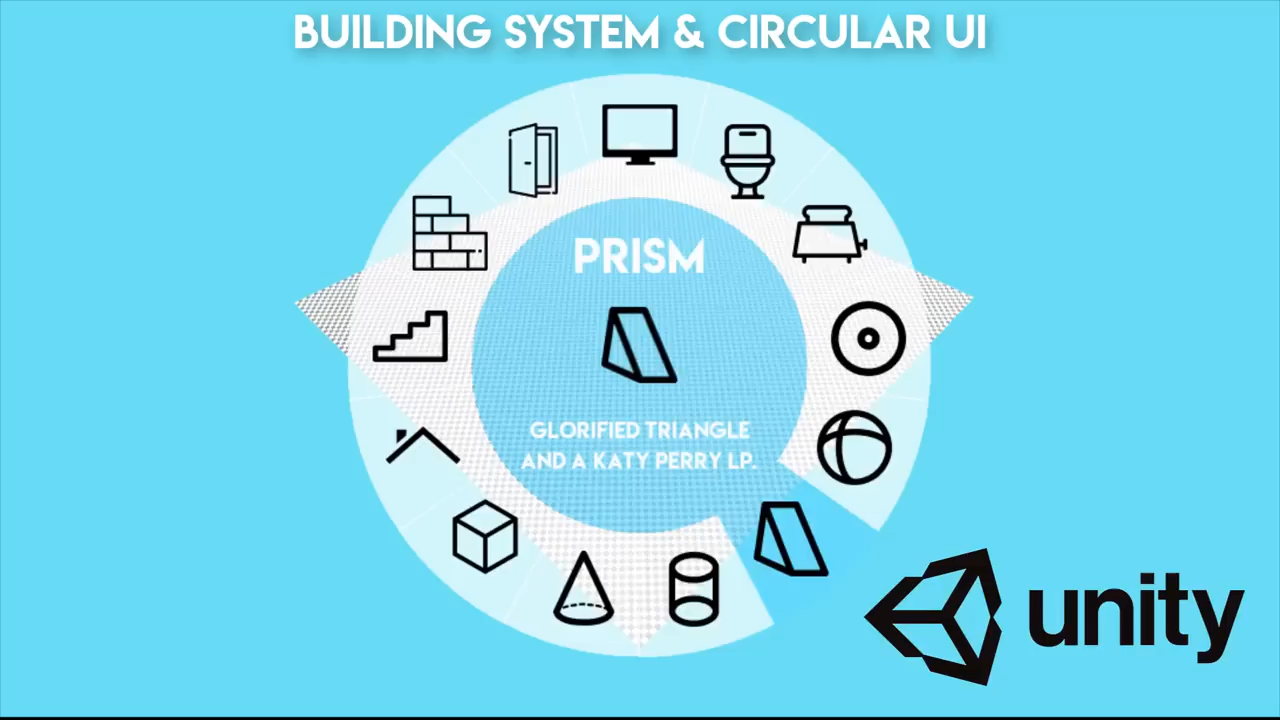 BUILDING SYSTEM & CIRCULAR UI
PRISM
GLORIFIED TRIANGLE
AND A KATY PERRY LP.
unity